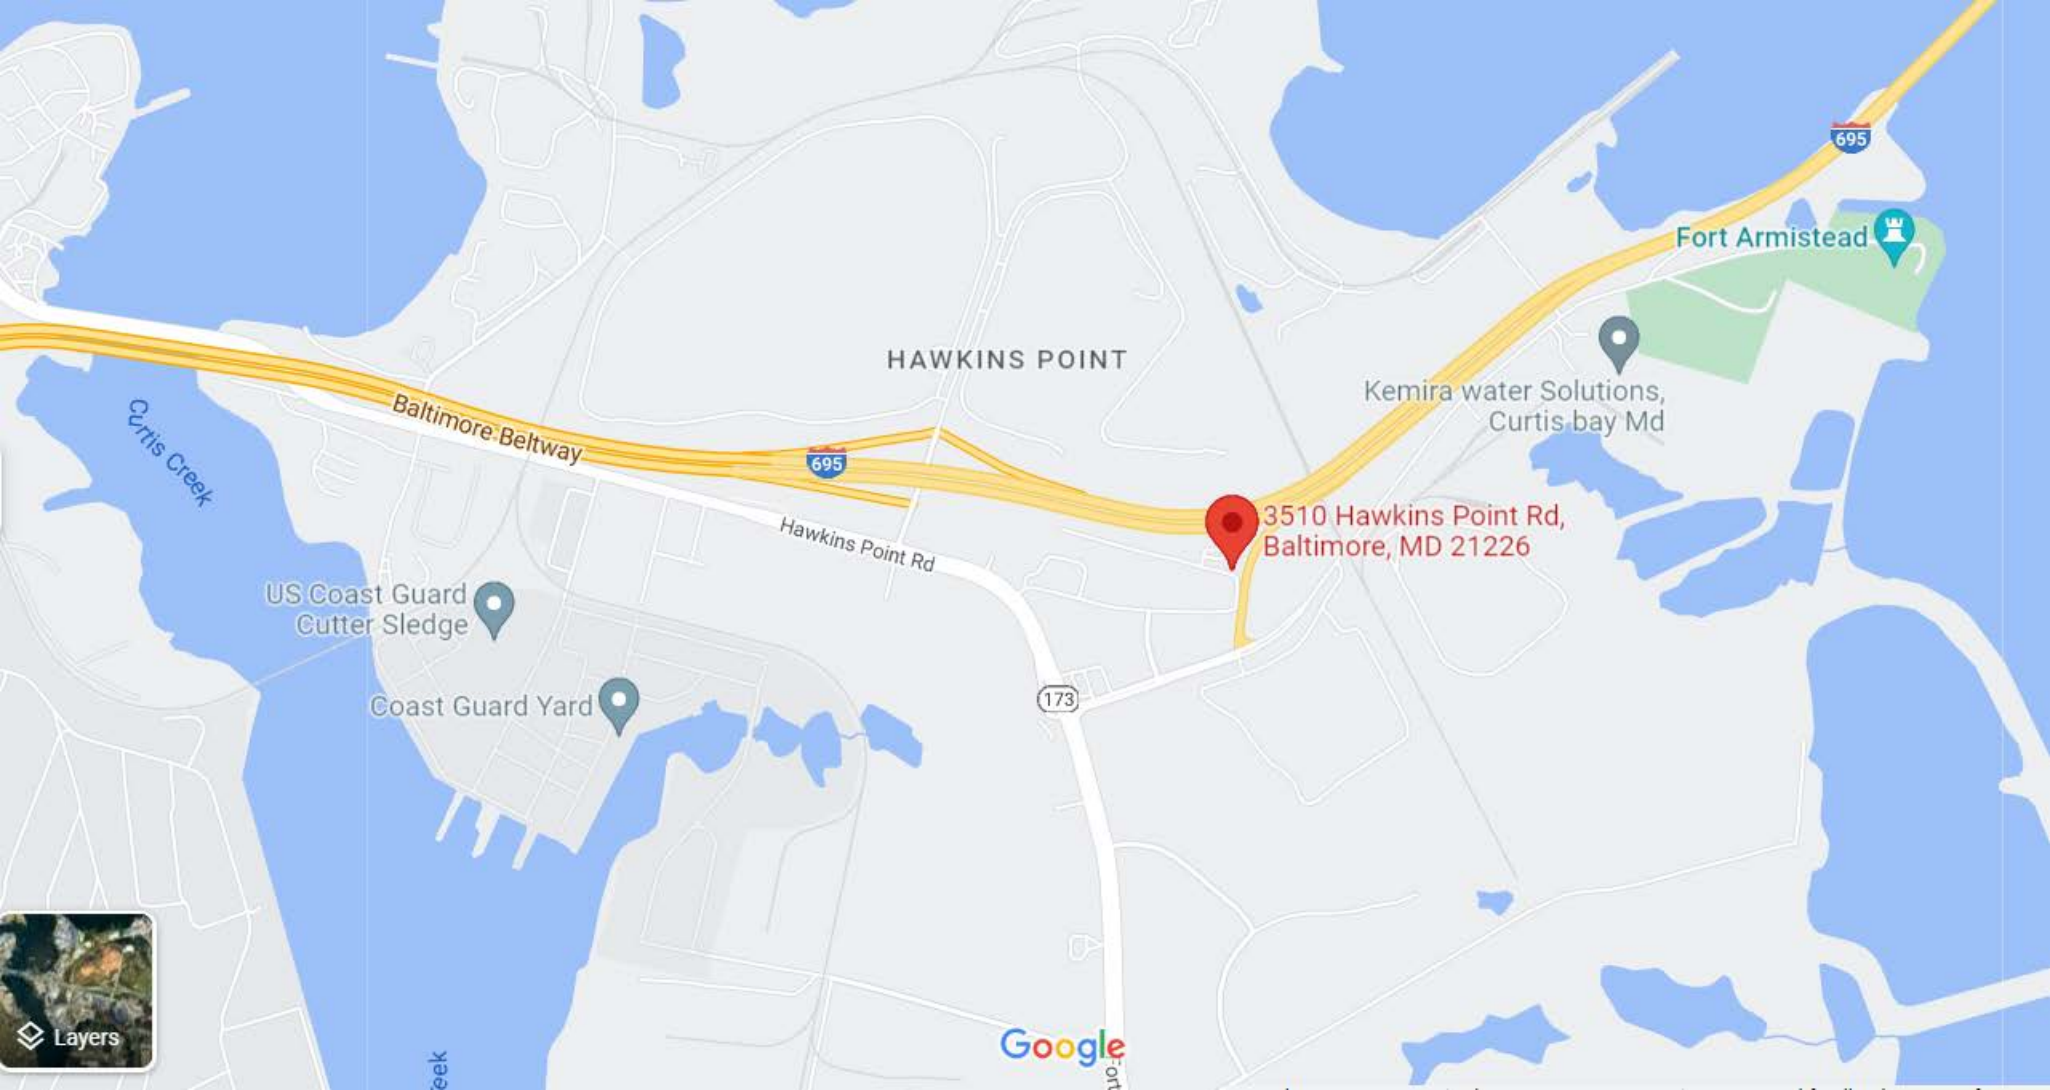 695
Fort Armistead
HAWKINS POINT
Kemira water Solutions,
Curtis bay Md
Baltimore Beltway
Curtis Creek
695
3510 Hawkins Point Rd,
Baltimore, MD 21226
Hawkins Point Rd
US Coast Guard
Cutter Sledge
Coast Guard Yard
173
Layers
Google